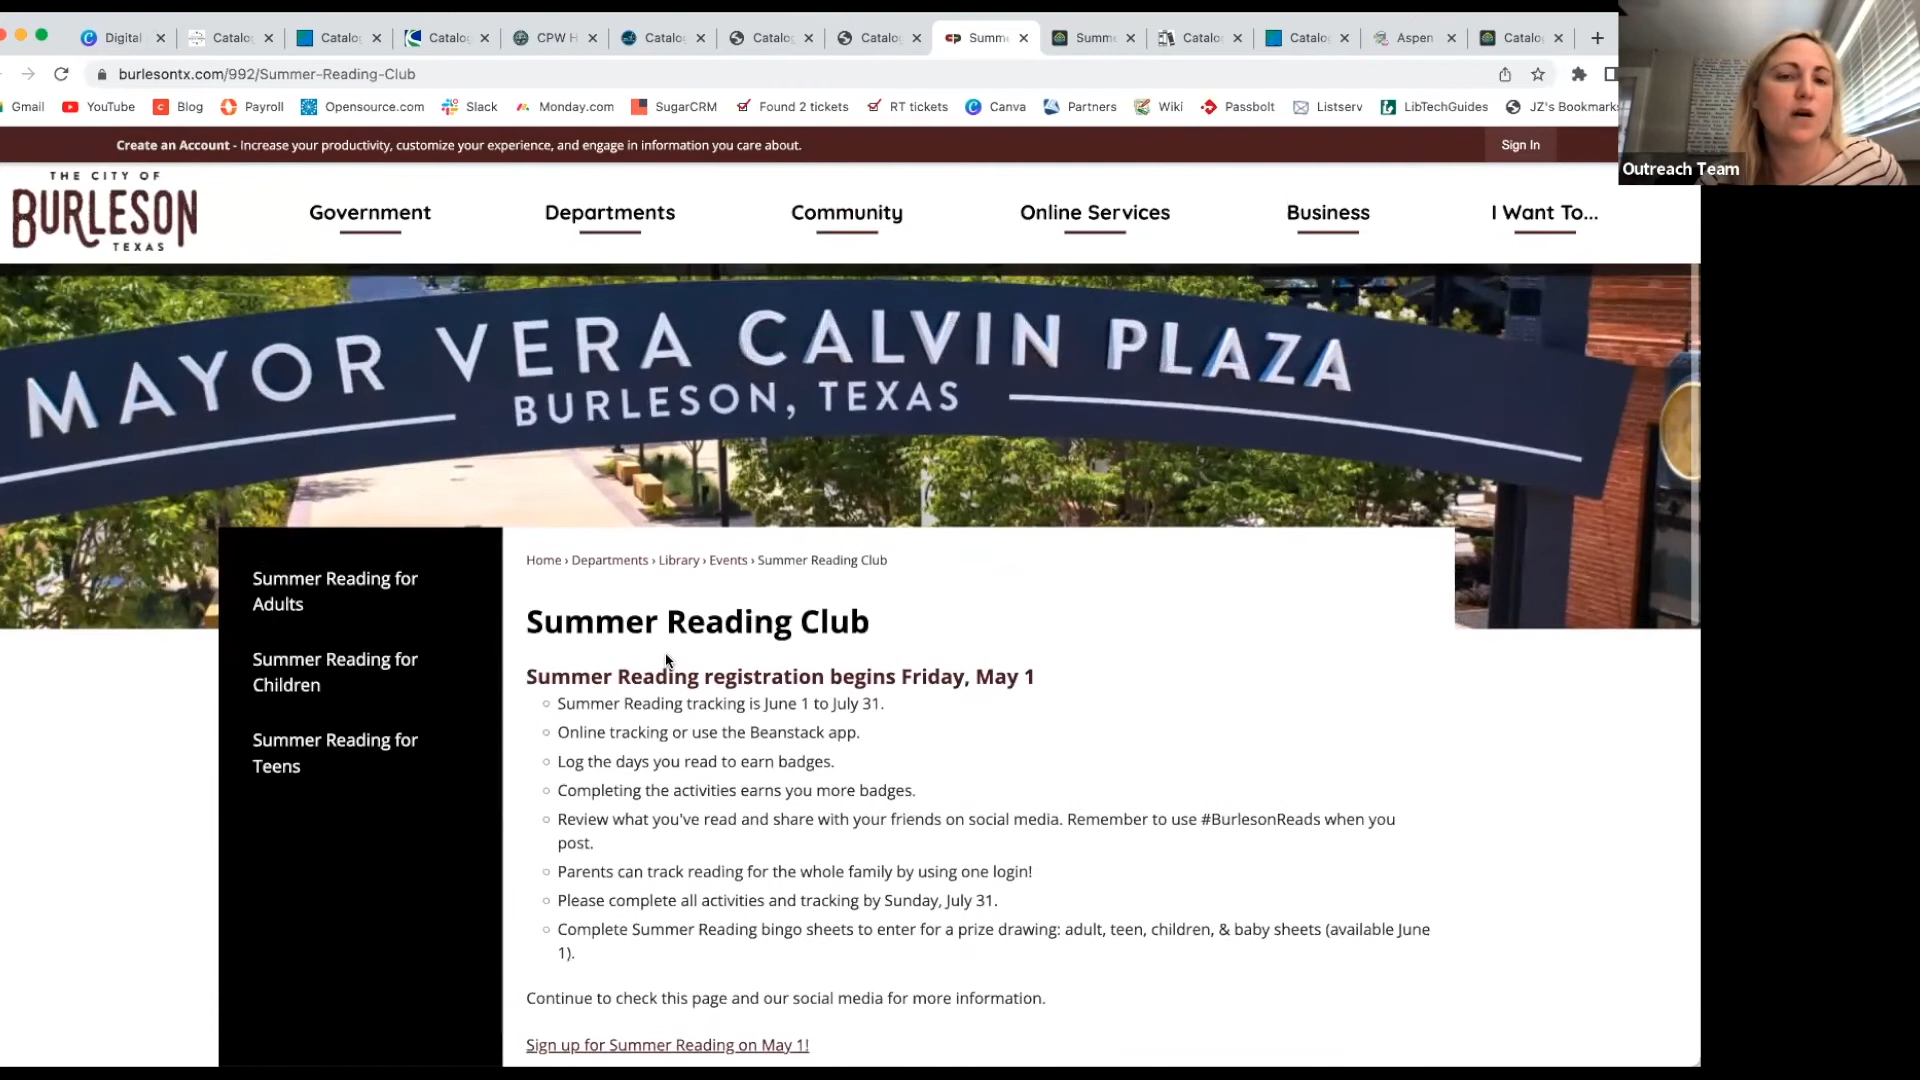 Digital
Catalo
Catalo
Catalo
CPW H
Catalo
Catalo
Catalo
Summ
Summe
Catalo
Catalo
Aspen
Catalo
burlesontx.com/992/Summer-Reading-Club
Gmail
YouTube
Blog
Payroll
Opensource.com
Slack
Monday.com
SugarCRM
Found 2 tickets
RT tickets
Canva
Partners
Wiki
Passbolt
Listserv
LibTechGuides
JZ's Bookmarks
Outreach Team
Create an Account - Increase your productivity, customize your experience, and engage in information you care about.
Sign In
THE CITY OF
BURLESON
TEXAS
Government
Departments
Community
Online Services
Business
I Want To...
MAYOR VERA CALVIN PLAZA
BURLESON, TEXAS
Summer Reading for
Adults
Summer Reading for
Children
Summer Reading for
Teens
Home › Departments › Library › Events › Summer Reading Club
Summer Reading Club
Summer Reading registration begins Friday, May 1
Summer Reading tracking is June 1 to July 31.
Online tracking or use the Beanstack app.
Log the days you read to earn badges.
Completing the activities earns you more badges.
Review what you've read and share with your friends on social media. Remember to use #BurlesonReads when you
post.
Parents can track reading for the whole family by using one login!
Please complete all activities and tracking by Sunday, July 31.
Complete Summer Reading bingo sheets to enter for a prize drawing: adult, teen, children, & baby sheets (available June
1).
Continue to check this page and our social media for more information.
Sign up for Summer Reading on May 1!